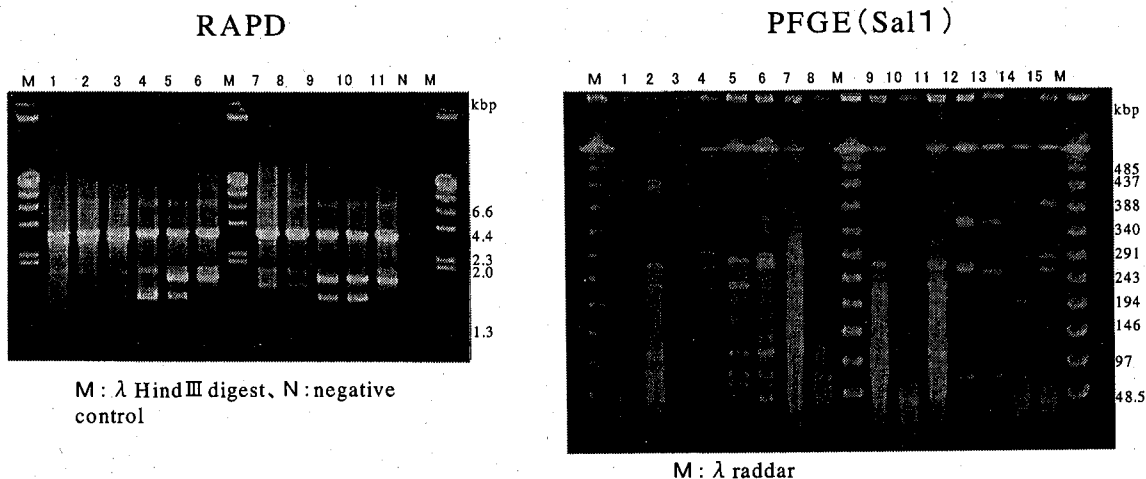 RAPD
M 1 2 3 4 5 6 M 7 8 9 10 11 N M
kbp
6.6
4.4
2.3
2.0
1.3
M : λ HindⅢ digest、N : negative
control
PFGE(Sal1)
M 1 2 3 4 5 6 7 8 M 9 10 11 12 13 14 15 M
kbp
485
437
388
340
291
243
194
146
97
48.5
M : λ raddar